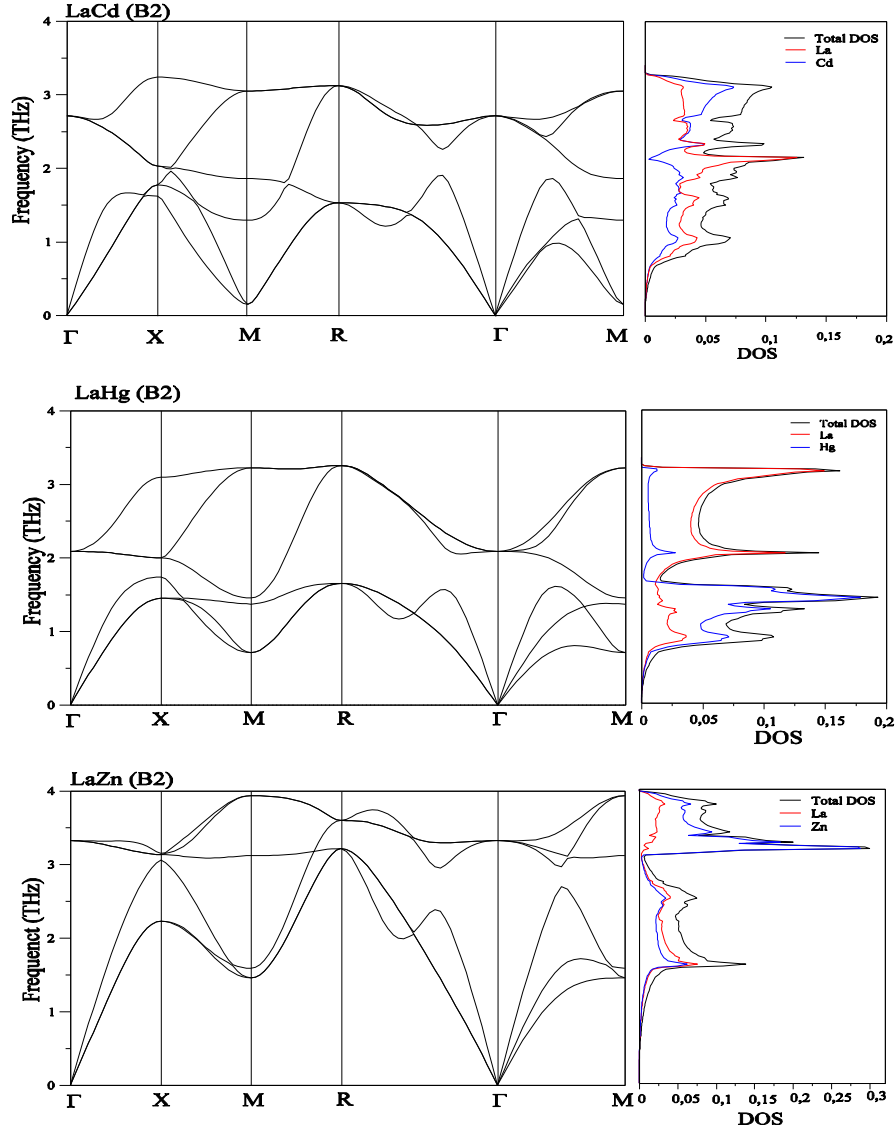 LaCd (B2)
4
3
2
1
0
Frequency (THz)
Γ X M R Γ M
Total DOS
La
Cd
0 0,05 0,1 0,15 0,2
DOS
LaHg (B2)
4
3
2
1
0
Frequency (THz)
Γ X M R Γ M
Total DOS
La
Hg
0 0,05 0,1 0,15 0,2
DOS
LaZn (B2)
4
3
2
1
0
Frequenct (THz)
Γ X M R Γ M
Total DOS
La
Zn
0 0,05 0,1 0,15 0,2 0,25 0,3
DOS